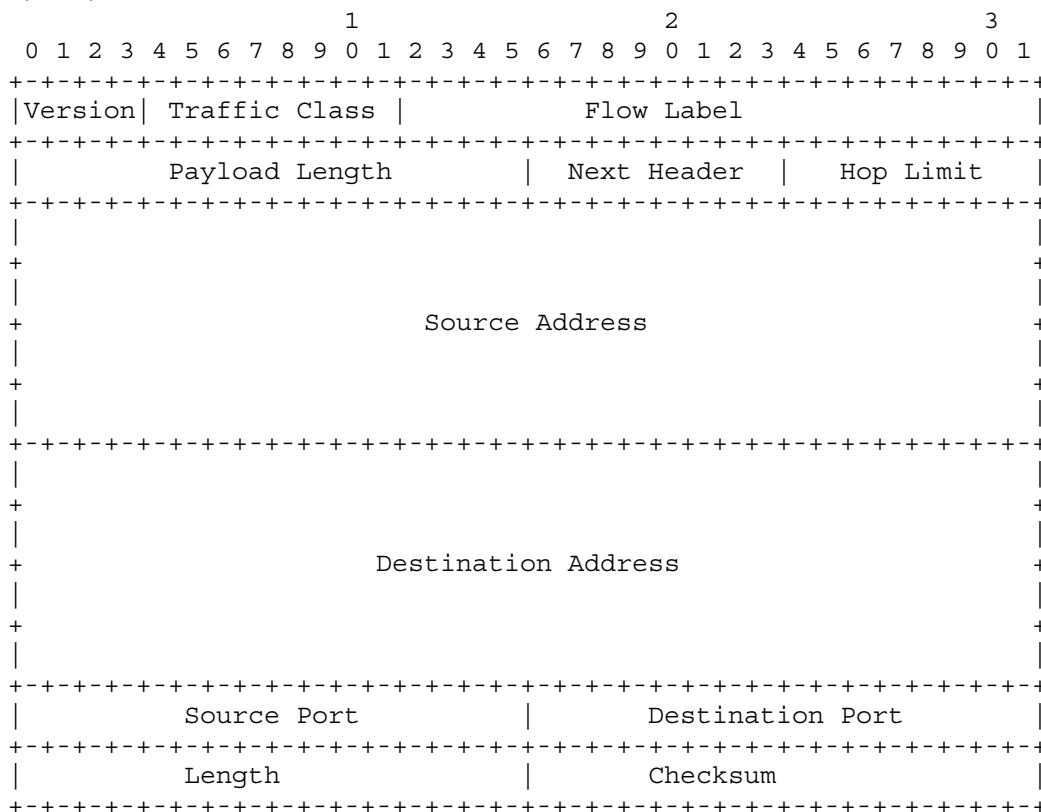 1 2 3
0 1 2 3 4 5 6 7 8 9 0 1 2 3 4 5 6 7 8 9 0 1 2 3 4 5 6 7 8 9 0 1
+-+-+-+-+-+-+-+-+-+-+-+-+-+-+-+-+-+-+-+-+-+-+-+-+-+-+-+-+-+-+-+-+
|Version| Traffic Class | Flow Label |
+-+-+-+-+-+-+-+-+-+-+-+-+-+-+-+-+-+-+-+-+-+-+-+-+-+-+-+-+-+-+-+-+
| Payload Length | Next Header | Hop Limit |
+-+-+-+-+-+-+-+-+-+-+-+-+-+-+-+-+-+-+-+-+-+-+-+-+-+-+-+-+-+-+-+-+
| |
+ +
| |
+ Source Address +
| |
+ +
| |
+-+-+-+-+-+-+-+-+-+-+-+-+-+-+-+-+-+-+-+-+-+-+-+-+-+-+-+-+-+-+-+-+
| |
+ +
| |
+ Destination Address +
| |
+ +
| |
+-+-+-+-+-+-+-+-+-+-+-+-+-+-+-+-+-+-+-+-+-+-+-+-+-+-+-+-+-+-+-+-+
| Source Port | Destination Port |
+-+-+-+-+-+-+-+-+-+-+-+-+-+-+-+-+-+-+-+-+-+-+-+-+-+-+-+-+-+-+-+-+
| Length | Checksum |
+-+-+-+-+-+-+-+-+-+-+-+-+-+-+-+-+-+-+-+-+-+-+-+-+-+-+-+-+-+-+-+-+